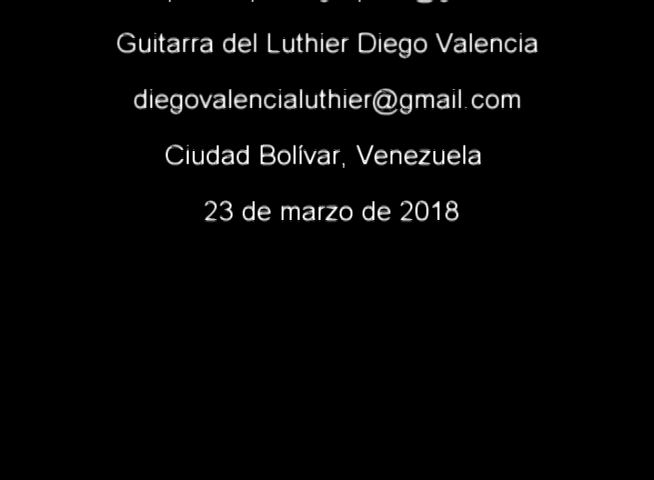 Guitarra del Luthier Diego Valencia
diegovalencialuthier@gmail.com
Ciudad Bolívar, Venezuela
23 de marzo de 2018